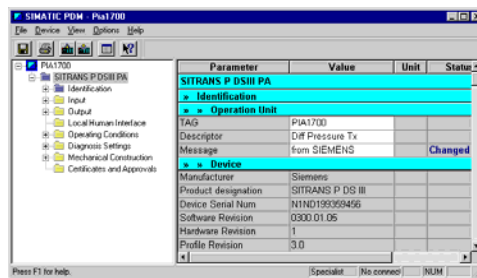 SIMATIC PDM - Pia1700
File Device View Options Help
PIA1700
SITRANS P DSIII PA
Identification
Input
Output
Local Human Interface
Operating Conditions
Diagnosis Settings
Mechanical Construction
Certificates and Approvals
Parameter Value Unit Status
SITRANS P DSIII PA
» Identification
» » Operation Unit
TAG PIA1700
Descriptor Diff Pressure Tx
Message from SIEMENS Changed
» » Device
Manufacturer Siemens
Product designation SITRANS P DS III
Device Serial Num N1ND199369456
Software Revision 0300.01.05
Hardware Revision 1
Profile Revision 3.0
Press F1 for help. Specialist No connect NUM